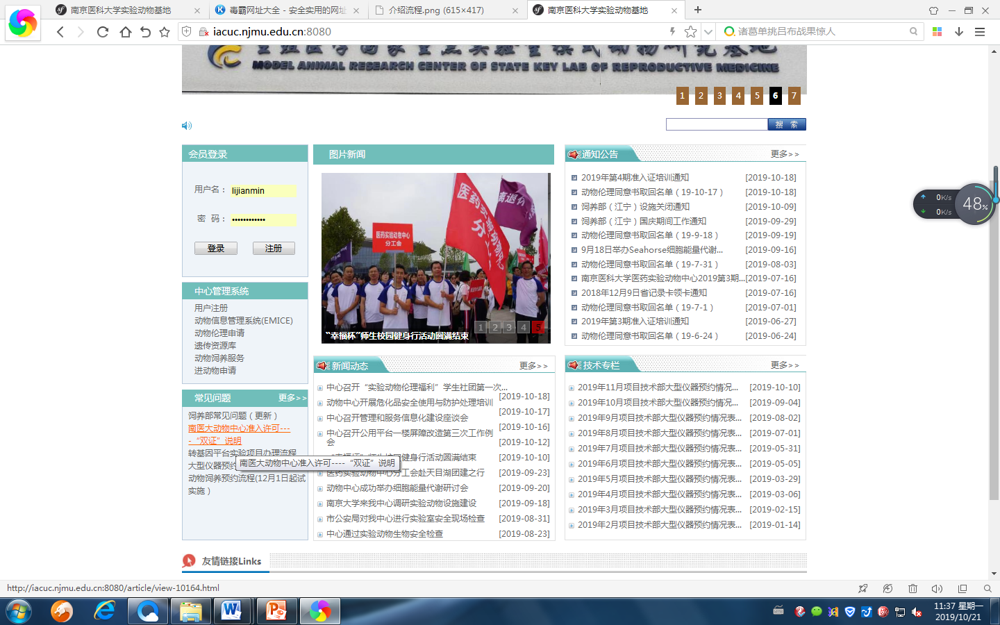 南京医科大学实验动物基地
毒霸网址大全 - 安全实用的网址
介绍流程.png (615×417)
南京医科大学实验动物基地
iacuc.njmu.edu.cn:8080
诸葛单挑吕布战果惊人
MODEL ANIMAL RESEARCH CENTER OF STATE KEY LAB OF REPRODUCTIVE MEDICINE
1 2 3 4 5 6 7
搜 索
会员登录
用户名：
lijianmin
密 码：
••••••••••••
登录
注册
中心管理系统
用户注册
动物信息管理系统(EMICE)
动物伦理申请
遗传资源库
动物饲养服务
进动物申请
常见问题
更多>>
饲养部常见问题（更新）
南医大动物中心准入许可---
-“双证”说明
转基因平台实验项目办理流程
大型仪器预约
动物饲养预约流程(12月1日起试
实施）
南医大动物中心准入许可----“双证”说明
图片新闻
医药实验动物中心
分工会
1 2 3 4 5
“幸福杯”师生校园健身行活动圆满结束
新闻动态
更多>>
中心召开“实验动物伦理福利”学生社团第一次...
[2019-10-18]
动物中心开展危化品安全使用与防护处理培训
[2019-10-17]
中心召开管理和服务信息化建设座谈会
[2019-10-16]
中心召开公用平台一楼屏障改造第三次工作例
会
[2019-10-12]
健身行活动圆满结束
[2019-10-10]
医药实验动物中心分工会赴天目湖团建之行
[2019-09-23]
动物中心成功举办细胞能量代谢研讨会
[2019-09-20]
南京大学来我中心调研实验动物设施建设
[2019-09-18]
市公安局对我中心进行实验室安全现场检查
[2019-08-31]
中心通过实验动物生物安全检查
[2019-08-23]
通知公告
更多>>
2019年第4期准入证培训通知 [2019-10-18]
动物伦理同意书取回名单（19-10-17） [2019-10-18]
饲养部（江宁）设施关闭通知 [2019-10-09]
饲养部（江宁）国庆期间工作通知 [2019-09-29]
动物伦理同意书取回名单（19-9-18） [2019-09-19]
9月18日举办Seahorse细胞能量代谢... [2019-09-16]
动物伦理同意书取回名单（19-7-31） [2019-08-03]
南京医科大学医药实验动物中心2019第3期...[2019-07-16]
2018年12月9日省记录卡领卡通知 [2019-07-16]
动物伦理同意书取回名单（19-7-1） [2019-07-01]
2019年第3期准入证培训通知 [2019-06-27]
动物伦理同意书取回名单（19-6-24） [2019-06-24]
技术专栏
更多>>
2019年11月项目技术部大型仪器预约情况... [2019-10-10]
2019年10月项目技术部大型仪器预约情况... [2019-09-04]
2019年9月项目技术部大型仪器预约情况表... [2019-08-02]
2019年8月项目技术部大型仪器预约情况表... [2019-07-01]
2019年7月项目技术部大型仪器预约情况表... [2019-05-31]
2019年6月项目技术部大型仪器预约情况表... [2019-05-05]
2019年5月项目技术部大型仪器预约情况表... [2019-03-29]
2019年4月项目技术部大型仪器预约情况表... [2019-03-06]
2019年3月项目技术部大型仪器预约情况表... [2019-02-15]
2019年2月项目技术部大型仪器预约情况表... [2019-01-14]
0K/s
0K/s
48%
友情链接Links
http://iacuc.njmu.edu.cn:8080/article/view-10164.html
11:37 星期一
2019/10/21